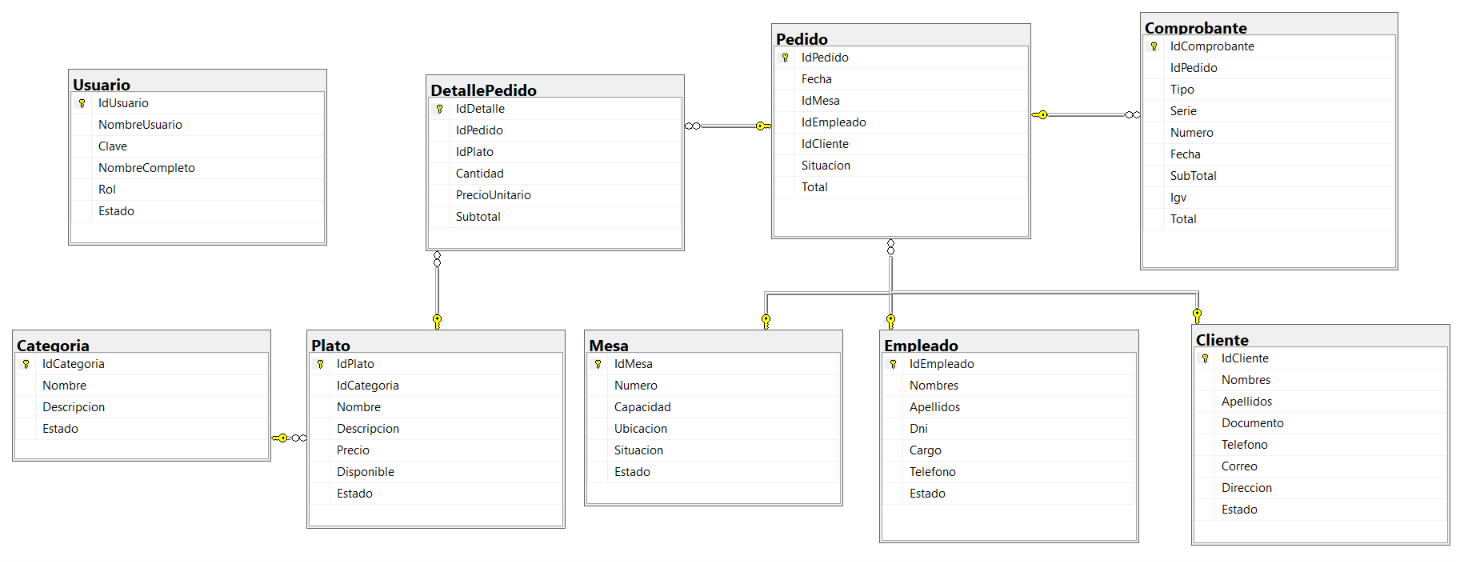 Usuario
IdUsuario
NombreUsuario
Clave
NombreCompleto
Rol
Estado
DetallePedido
IdDetalle
IdPedido
IdPlato
Cantidad
PrecioUnitario
Subtotal
Pedido
IdPedido
Fecha
IdMesa
IdEmpleado
IdCliente
Situacion
Total
Comprobante
IdComprobante
IdPedido
Tipo
Serie
Numero
Fecha
SubTotal
Igv
Total
Categoria
IdCategoria
Nombre
Descripcion
Estado
Plato
IdPlato
IdCategoria
Nombre
Descripcion
Precio
Disponible
Estado
Mesa
IdMesa
Numero
Capacidad
Ubicacion
Situacion
Estado
Empleado
IdEmpleado
Nombres
Apellidos
Dni
Cargo
Telefono
Estado
Cliente
IdCliente
Nombres
Apellidos
Documento
Telefono
Correo
Direccion
Estado